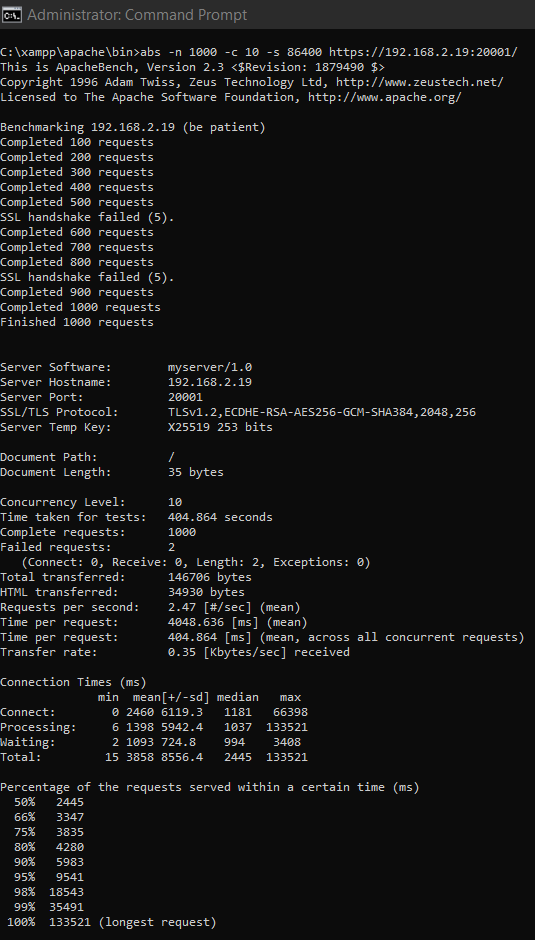 Administrator: Command Prompt
C:\xampp\apache\bin>abs -n 1000 -c 10 -s 86400 https://192.168.2.19:20001/
This is ApacheBench, Version 2.3 <$Revision: 1879490 $>
Copyright 1996 Adam Twiss, Zeus Technology Ltd, http://www.zeustech.net/
Licensed to The Apache Software Foundation, http://www.apache.org/

Benchmarking 192.168.2.19 (be patient)
Completed 100 requests
Completed 200 requests
Completed 300 requests
Completed 400 requests
Completed 500 requests
SSL handshake failed (5).
Completed 600 requests
Completed 700 requests
Completed 800 requests
SSL handshake failed (5).
Completed 900 requests
Completed 1000 requests
Finished 1000 requests

Server Software:        myserver/1.0
Server Hostname:        192.168.2.19
Server Port:            20001
SSL/TLS Protocol:       TLSv1.2,ECDHE-RSA-AES256-GCM-SHA384,2048,256
Server Temp Key:        X25519 253 bits

Document Path:          /
Document Length:        35 bytes

Concurrency Level:      10
Time taken for tests:   404.864 seconds
Complete requests:      1000
Failed requests:        2
   (Connect: 0, Receive: 0, Length: 2, Exceptions: 0)
Total transferred:      146706 bytes
HTML transferred:       34930 bytes
Requests per second:    2.47 [#/sec] (mean)
Time per request:       4048.636 [ms] (mean)
Time per request:       404.864 [ms] (mean, across all concurrent requests)
Transfer rate:          0.35 [Kbytes/sec] received

Connection Times (ms)
              min  mean[+/-sd] median   max
Connect:        0 2460 6119.3   1181   66398
Processing:     6 1398 5942.4   1037  133521
Waiting:        2 1093 724.8    994    3408
Total:         15 3858 8556.4   2445  133521

Percentage of the requests served within a certain time (ms)
  50%   2445
  66%   3347
  75%   3835
  80%   4280
  90%   5983
  95%   9541
  98%  18543
  99%  35491
 100%  133521 (longest request)